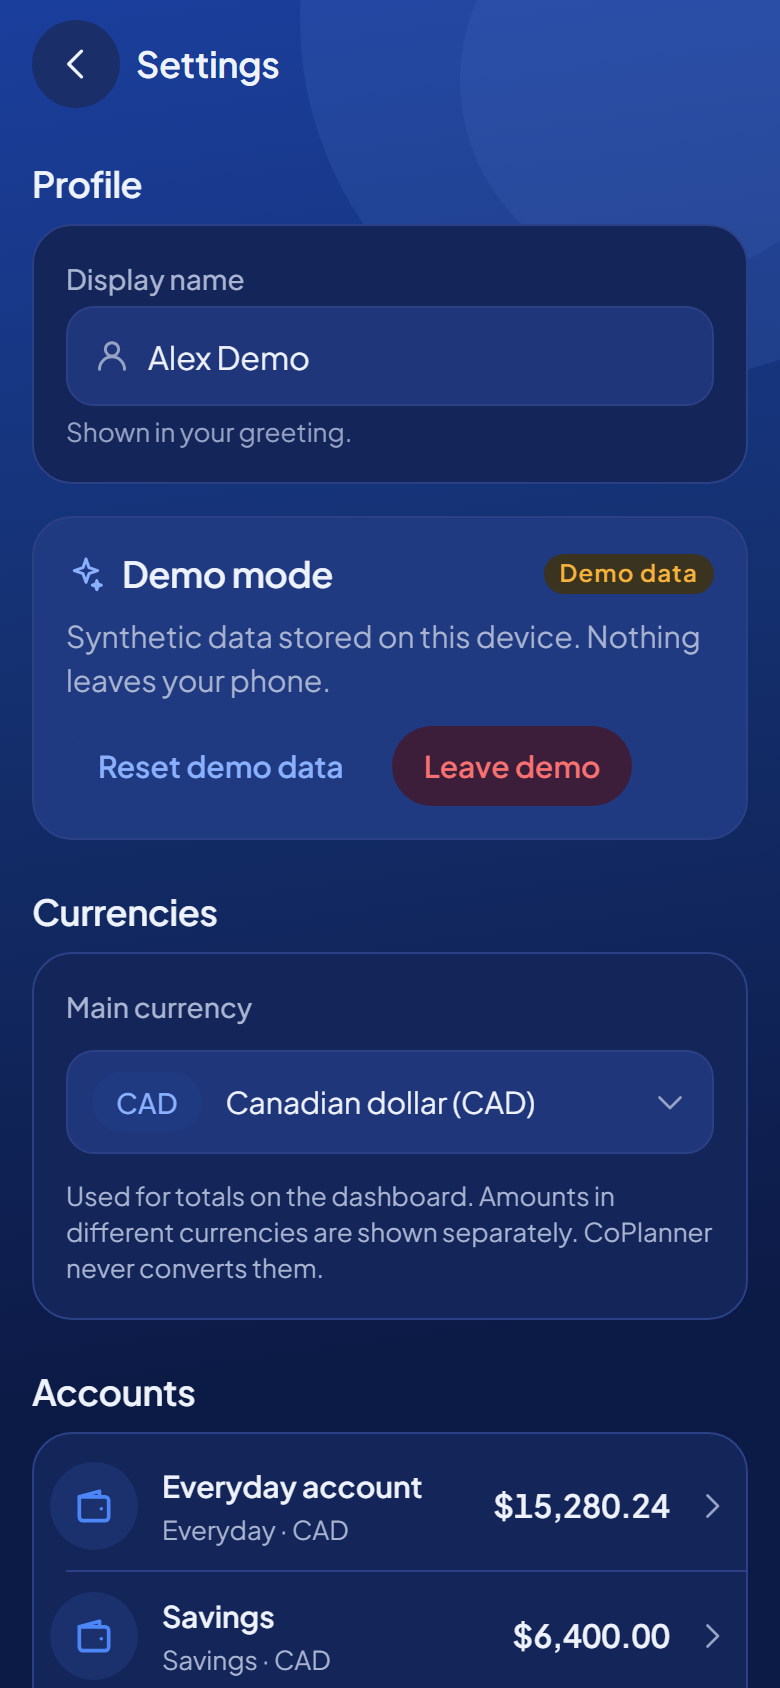 Settings
Profile
Display name
Alex Demo
Shown in your greeting.
Demo mode
Demo data
Synthetic data stored on this device. Nothing
leaves your phone.
Reset demo data
Leave demo
Currencies
Main currency
CAD
Canadian dollar (CAD)
Used for totals on the dashboard. Amounts in
different currencies are shown separately. CoPlanner
never converts them.
Accounts
Everyday account
$15,280.24
Everyday · CAD
Savings
$6,400.00
Savings · CAD